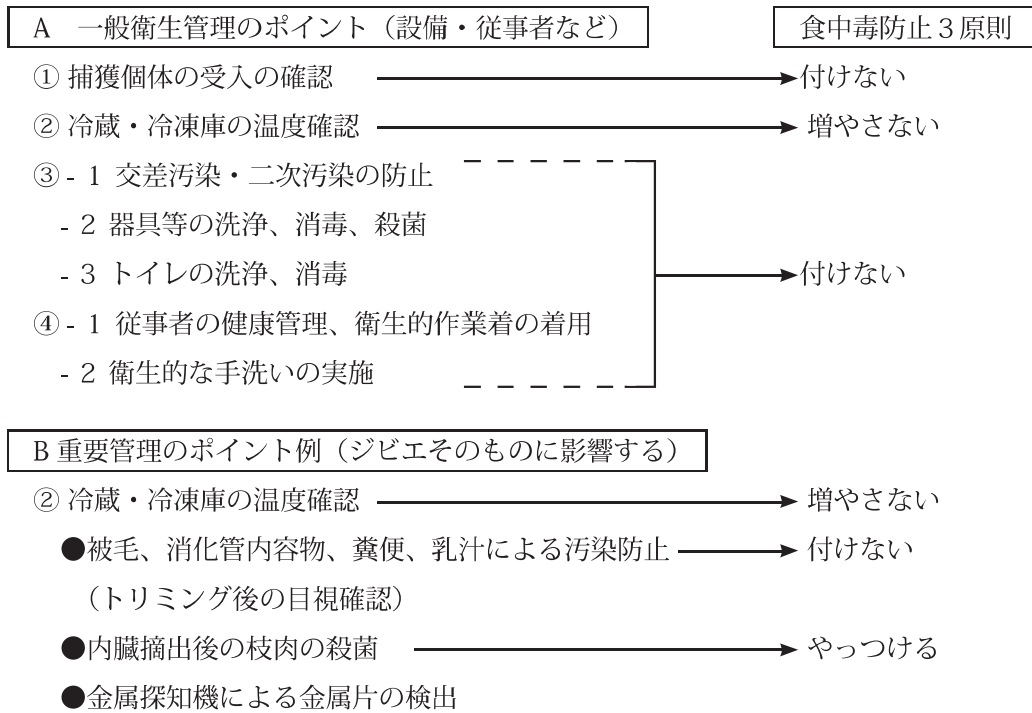 A　一般衛生管理のポイント（設備・従事者など）　食中毒防止３原則
① 捕獲個体の受入の確認　付けない
② 冷蔵・冷凍庫の温度確認　増やさない
③ - 1 交差汚染・二次汚染の防止
- 2 器具等の洗浄、消毒、殺菌
- 3 トイレの洗浄、消毒　付けない
④ - 1 従事者の健康管理、衛生的作業着の着用
- 2 衛生的な手洗いの実施
B 重要管理のポイント例（ジビエそのものに影響する）
② 冷蔵・冷凍庫の温度確認　増やさない
●被毛、消化管内容物、糞便、乳汁による汚染防止　付けない
（トリミング後の目視確認）
●内臓摘出後の枝肉の殺菌　やっつける
●金属探知機による金属片の検出